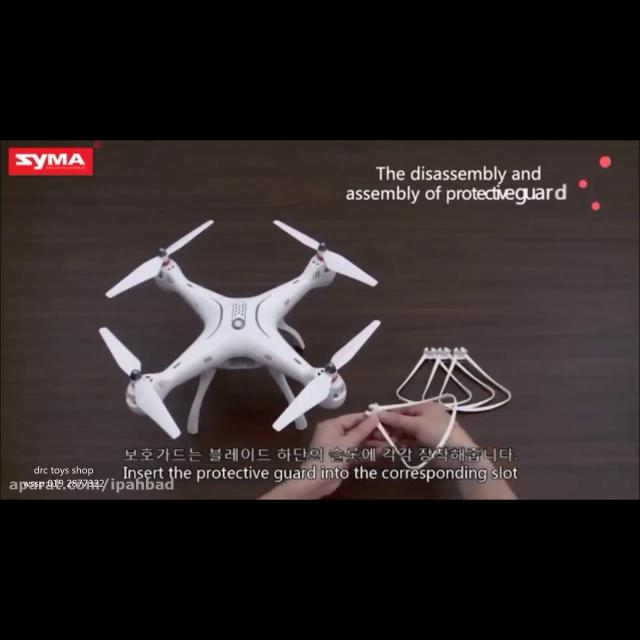 SYMA
The disassembly and
assembly of protective guard
보호가드는 블레이드 하단의 슬롯에 각각 장착해줍니다.
Insert the protective guard into the corresponding slot
drc toys shop
aparat.com/ipahbad